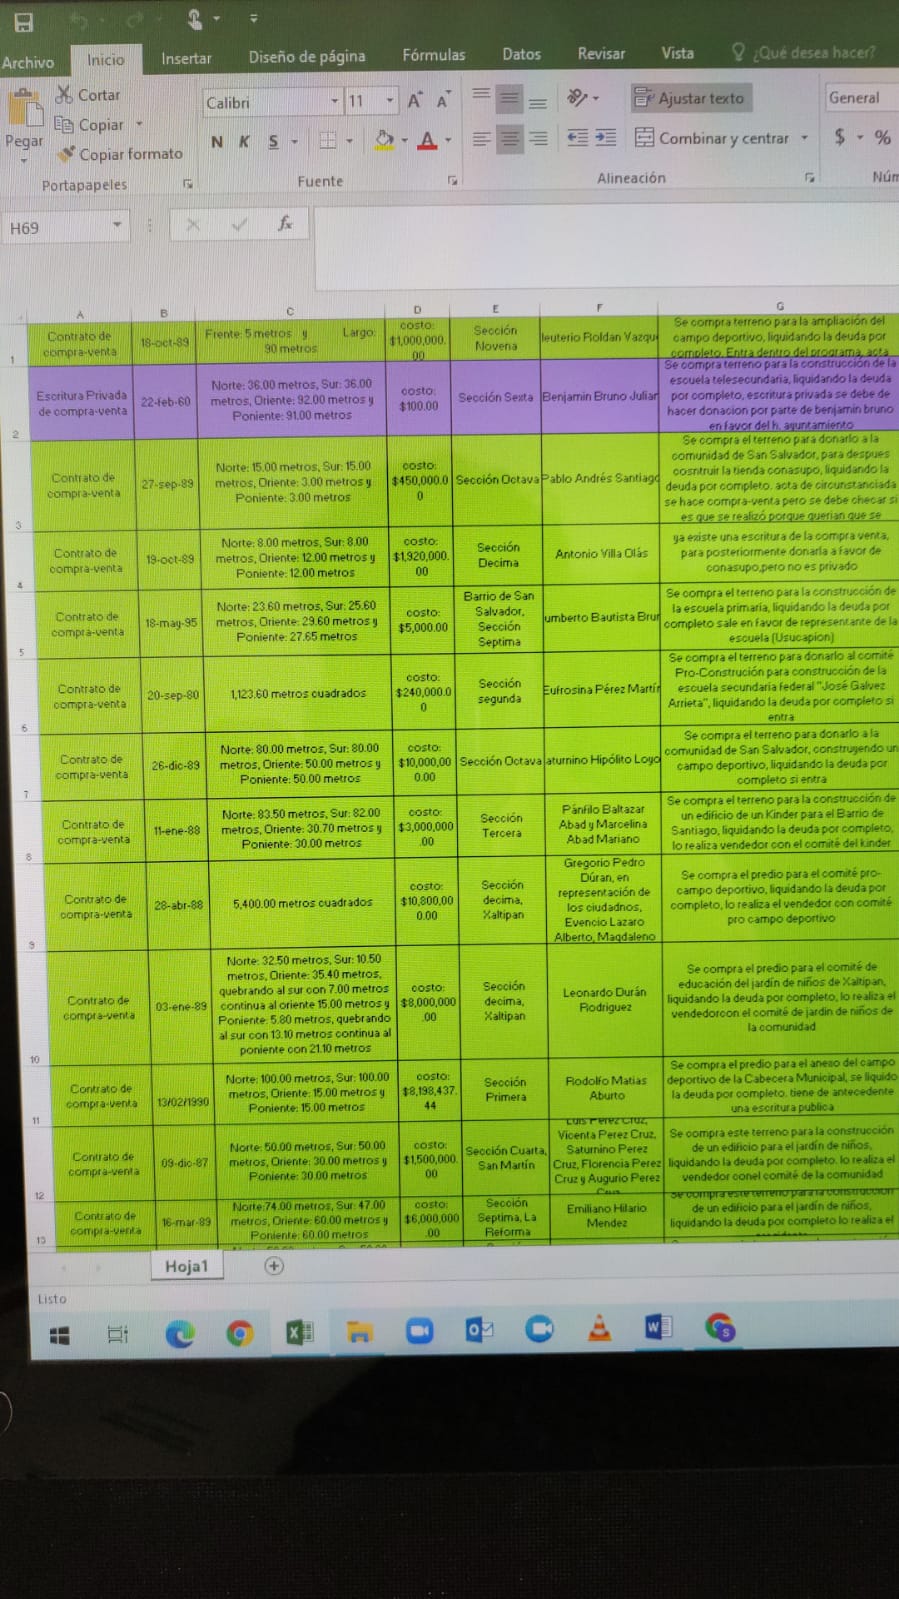 Archivo Inicio Insertar Diseño de página Fórmulas Datos Revisar Vista ¿Qué desea hacer?
Cortar
Copiar
Copiar formato
Pegar
Portapapeles
Calibri 11
N K S
Fuente
Ajustar texto
Combinar y centrar
Alineación
General
$ %
Núm
H69
fx
A B C D E F G
1
Contrato de
compra-venta
18-oct-89
Frente: 5 metros y Largo:
90 metros
costo:
$1,000,000.
00
Sección
Novena
leuterio Roldan Vazqu
Se compra terreno para la ampliación del
campo deportivo, liquidando la deuda por
completo. Entra dentro del programa, acta
2
Escritura Privada
de compra-venta
22-feb-60
Norte: 36.00 metros, Sur: 36.00
metros, Oriente: 92.00 metros y
Poniente: 91.00 metros
costo:
$100.00
Sección Sexta
Benjamin Bruno Julian
Se compra terreno para la construcción de la
escuela telesecundaria, liquidando la deuda
por completo, escritura privada se debe de
hacer donacion por parte de benjamin bruno
en favor del h. ayuntamiento
3
Contrato de
compra-venta
27-sep-89
Norte: 15.00 metros, Sur: 15.00
metros, Oriente: 3.00 metros y
Poniente: 3.00 metros
costo:
$450,000.0
0
Sección Octava
Pablo Andrés Santiago
Se compra el terreno para donarlo a la
comunidad de San Salvador, para despues
cosntruir la tienda conasupo, liquidando la
deuda por completo. acta de circunstanciada
se hace compra-venta pero se debe checar si
es que se realizó porque querian que se
4
Contrato de
compra-venta
19-oct-89
Norte: 8.00 metros, Sur: 8.00
metros, Oriente: 12.00 metros y
Poniente: 12.00 metros
costo:
$1,920,000.
00
Sección
Decima
Antonio Villa Olás
ya existe una escritura de la compra venta,
para posteriormente donarla a favor de
conasupo,pero no es privado
5
Contrato de
compra-venta
18-may-95
Norte: 23.60 metros, Sur: 25.60
metros, Oriente: 29.60 metros y
Poniente: 27.65 metros
costo:
$5,000.00
Barrio de San
Salvador,
Sección
Septima
umberto Bautista Brun
Se compra el terreno para la construcción de
la escuela primaria, liquidando la deuda por
completo sale en favor de representante de la
escuela (Usucapion)
6
Contrato de
compra-venta
20-sep-80
1,123.60 metros cuadrados
costo:
$240,000.0
0
Sección
segunda
Eufrosina Pérez Martín
Se compra el terreno para donarlo al comité
Pro-Construción para construcción de la
escuela secundaria federal "José Galvez
Arrieta", liquidando la deuda por completo si
entra
7
Contrato de
compra-venta
26-dic-89
Norte: 80.00 metros, Sur: 80.00
metros, Oriente: 50.00 metros y
Poniente: 50.00 metros
costo:
$10,000,00
0.00
Sección Octava
aturnino Hipólito Loyo
Se compra el terreno para donarlo a la
comunidad de San Salvador, construyendo un
campo deportivo, liquidando la deuda por
completo si entra
8
Contrato de
compra-venta
11-ene-88
Norte: 83.50 metros, Sur: 82.00
metros, Oriente: 30.70 metros y
Poniente: 30.00 metros
costo:
$3,000,000
.00
Sección
Tercera
Pánfilo Baltazar
Abad y Marcelina
Abad Mariano
Se compra el terreno para la construcción de
un edificio de un Kinder para el Barrio de
Santiago, liquidando la deuda por completo,
lo realiza vendedor con el comité del kinder
9
Contrato de
compra-venta
28-abr-88
5,400.00 metros cuadrados
costo:
$10,800,00
0.00
Sección
decima,
Xaltipan
Gregorio Pedro
Dúran, en
representación de
los ciudadnos,
Evencio Lazaro
Alberto, Magdaleno
Se compra el predio para el comité pro-
campo deportivo, liquidando la deuda por
completo, lo realiza el vendedor con comité
pro campo deportivo
10
Contrato de
compra-venta
03-ene-89
Norte: 32.50 metros, Sur: 10.50
metros, Oriente: 35.40 metros,
quebrando al sur con 7.00 metros
continua al oriente 15.00 metros y
Poniente: 5.80 metros, quebrando
al sur con 13.10 metros continua al
poniente con 21.10 metros
costo:
$8,000,000
.00
Sección
decima,
Xaltipan
Leonardo Durán
Rodriguez
Se compra el predio para el comité de
educación del jardín de niños de Xaltipan,
liquidando la deuda por completo, lo realiza el
vendedorcon el comité de jardin de niños de
la comunidad
11
Contrato de
compra-venta
13/02/1990
Norte: 100.00 metros, Sur: 100.00
metros, Oriente: 15.00 metros y
Poniente: 15.00 metros
costo:
$8,198,437.
44
Sección
Primera
Rodolfo Matias
Aburto
Se compra el predio para el anexo del campo
deportivo de la Cabecera Municipal, se liquido
la deuda por completo. tiene de antecedente
una escritura publica
12
Contrato de
compra-venta
09-dic-87
Norte: 50.00 metros, Sur: 50.00
metros, Oriente: 30.00 metros y
Poniente: 30.00 metros
costo:
$1,500,000.
00
Sección Cuarta,
San Martín
Luis Perez Cruz,
Vicenta Perez Cruz,
Saturnino Perez
Cruz, Florencia Perez
Cruz y Augurio Perez
Cruz
Se compra este terreno para la construcción
de un edificio para el jardín de niños,
liquidando la deuda por completo. lo realiza el
vendedor conel comité de la comunidad
13
Contrato de
compra-venta
16-mar-89
Norte:74.00 metros, Sur: 47.00
metros, Oriente: 60.00 metros y
Poniente: 60.00 metros
costo:
$6,000,000
.00
Sección
Septima, La
Reforma
Emiliano Hilario
Mendez
Se compra este terreno para la construcción
de un edificio para el jardín de niños,
liquidando la deuda por completo lo realiza el
Hoja1
Listo